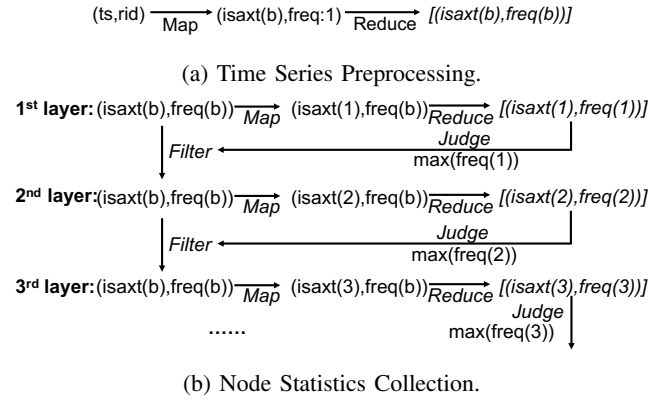 (ts,rid) Map (isaxt(b),freq:1) Reduce [(isaxt(b),freq(b))]
(a) Time Series Preprocessing.
1st layer:(isaxt(b),freq(b)) Map (isaxt(1),freq(b)) Reduce [(isaxt(1),freq(1))]
Filter Judge
max(freq(1))
2nd layer:(isaxt(b),freq(b)) Map (isaxt(2),freq(b)) Reduce [(isaxt(2),freq(2))]
Filter Judge
max(freq(2))
3rd layer:(isaxt(b),freq(b)) Map (isaxt(3),freq(b)) Reduce [(isaxt(3),freq(3))]
...... Judge
max(freq(3))
(b) Node Statistics Collection.